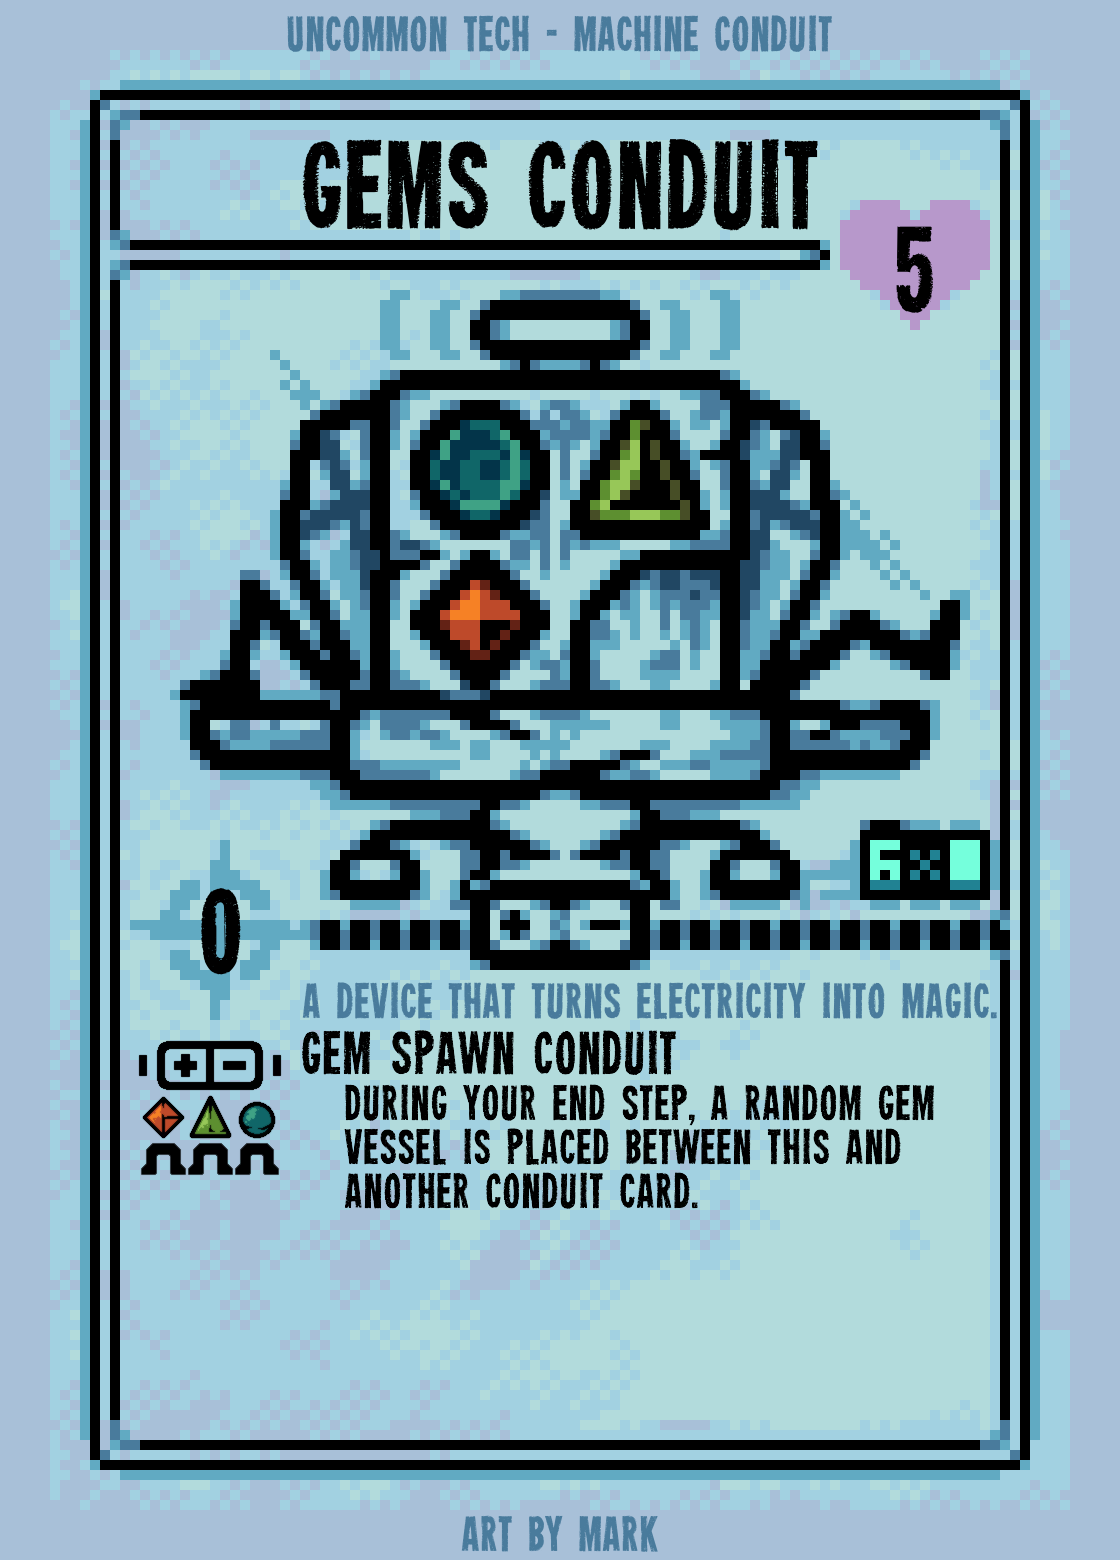 UNCOMMON TECH - MACHINE CONDUIT
GEMS CONDUIT
5
6×
0
+ -
A DEVICE THAT TURNS ELECTRICITY INTO MAGIC.
GEM SPAWN CONDUIT
+ -
DURING YOUR END STEP, A RANDOM GEM
VESSEL IS PLACED BETWEEN THIS AND
ANOTHER CONDUIT CARD.
ART BY MARK